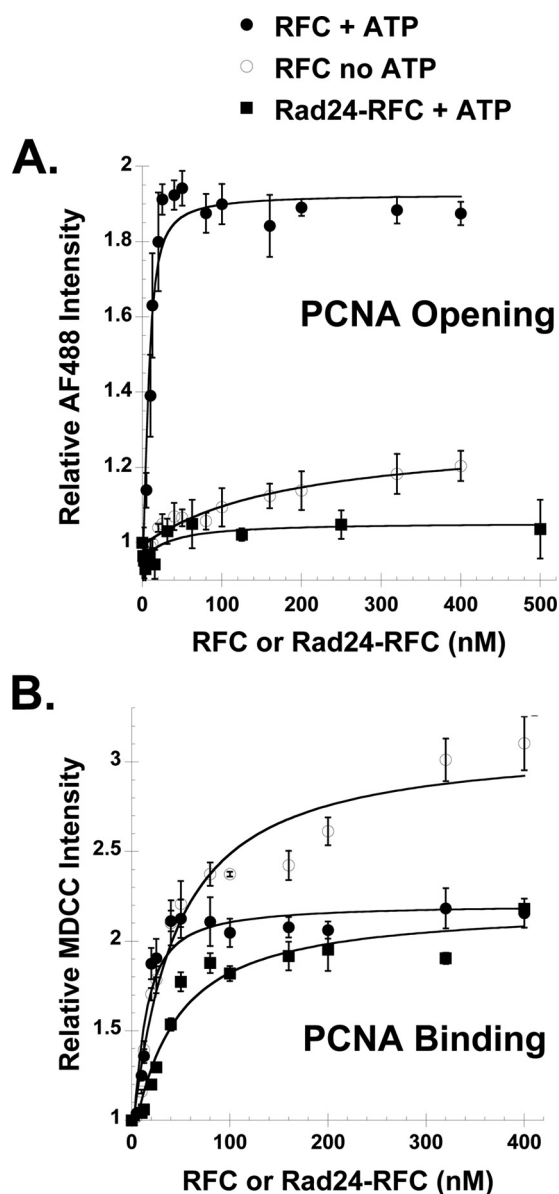 RFC + ATP
RFC no ATP
Rad24-RFC + ATP
A.
2
1.8
1.6
1.4
1.2
1
Relative AF488 Intensity
PCNA Opening
0 100 200 300 400 500
RFC or Rad24-RFC (nM)
B.
3
2.5
2
1.5
1
Relative MDCC Intensity
PCNA Binding
0 100 200 300 400
RFC or Rad24-RFC (nM)